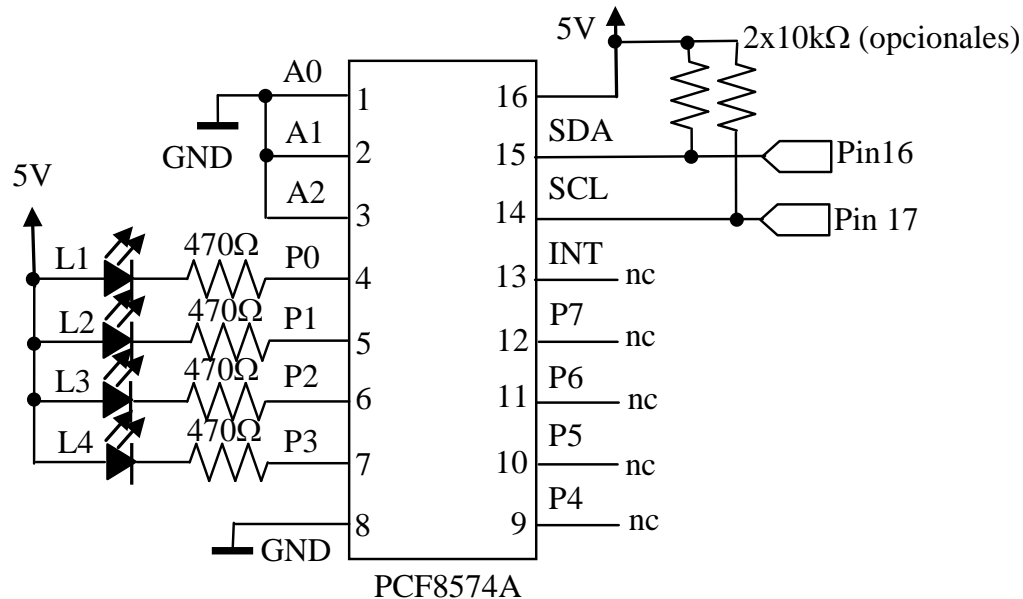 5V
2x10kΩ (opcionales)
A0
1
16
A1
SDA
GND
2
15
Pin16
5V
A2
SCL
3
14
Pin 17
L1
470Ω
P0
4
INT
13
nc
L2
470Ω
P1
5
P7
12
nc
L3
470Ω
P2
6
P6
11
nc
L4
470Ω
P3
7
P5
10
nc
8
P4
9
nc
GND
PCF8574A